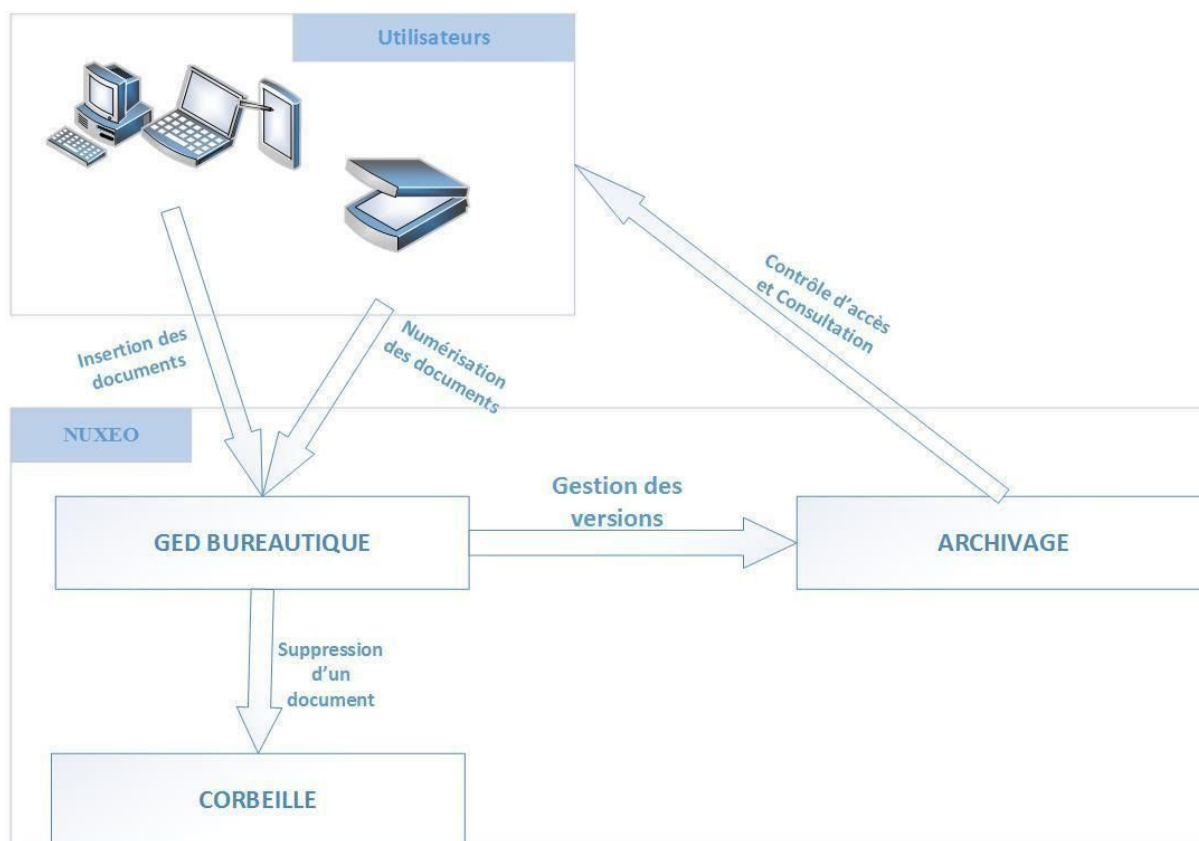 Utilisateurs
Contrôle d'accès
et Consultation
Insertion des
documents
Numérisation
des documents
NUXEO
Gestion des
versions
GED BUREAUTIQUE
ARCHIVAGE
Suppression
d'un
document
CORBEILLE